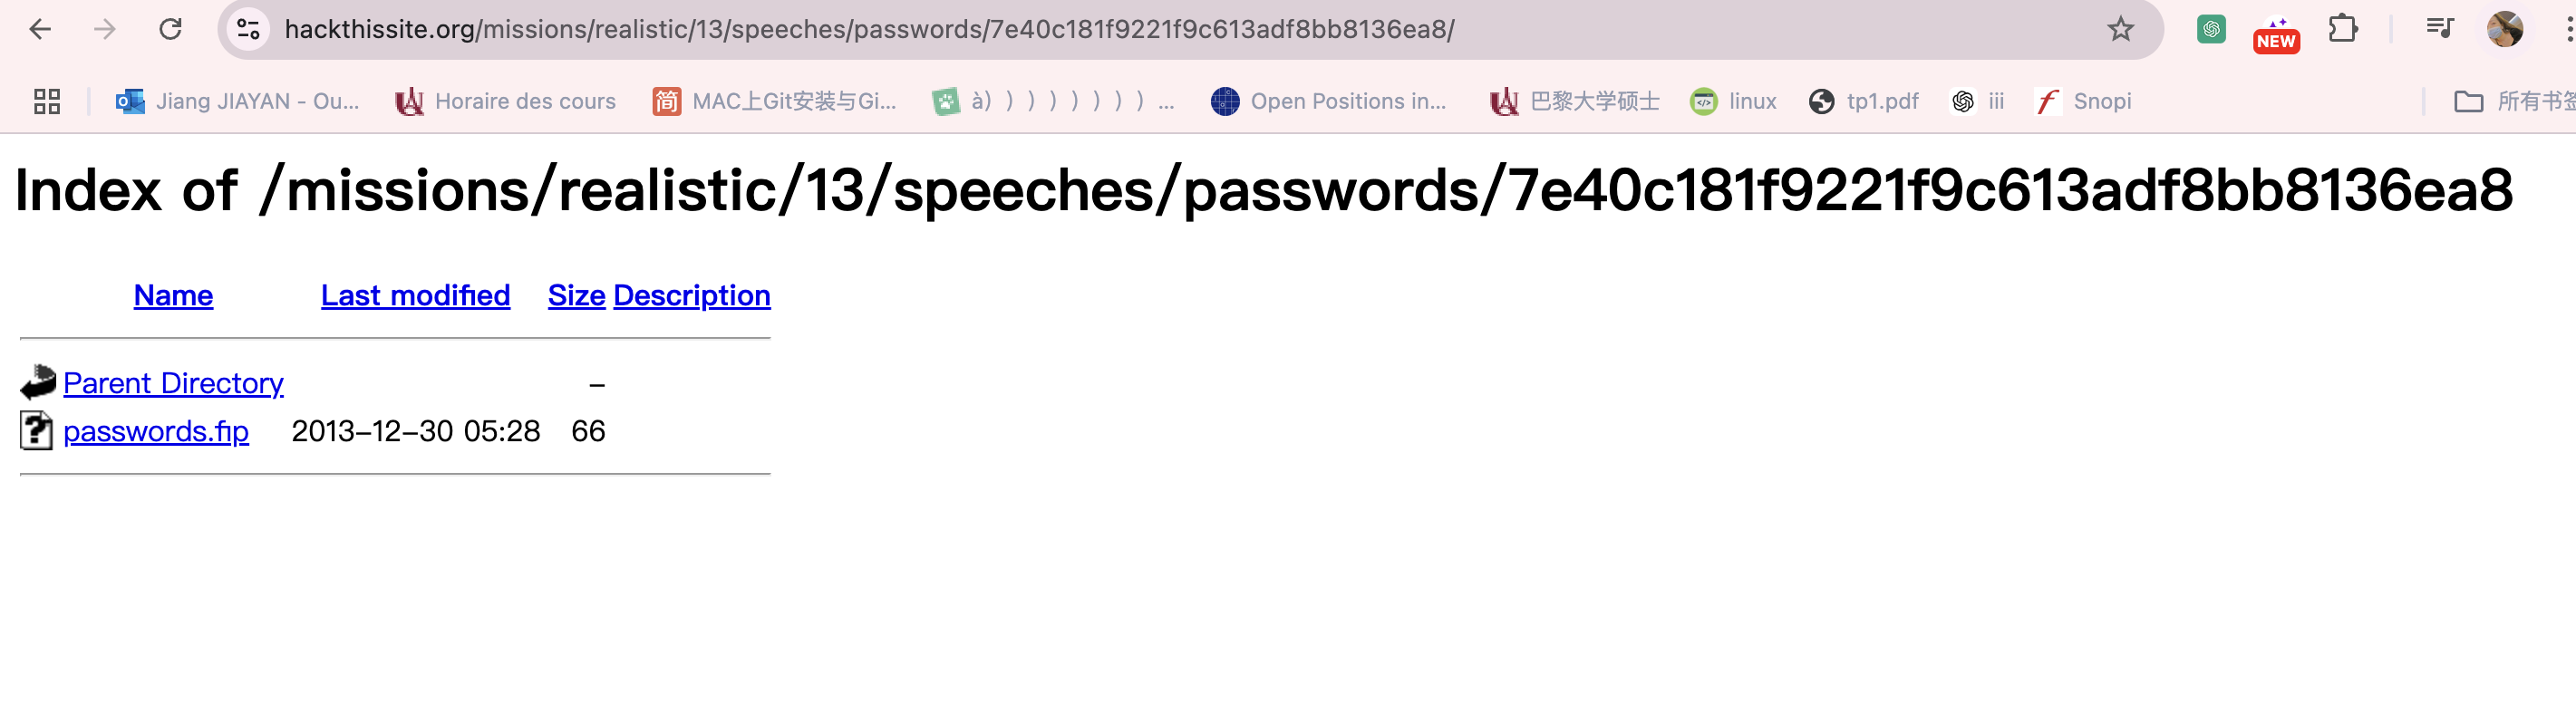 hackthissite.org/missions/realistic/13/speeches/passwords/7e40c181f9221f9c613adf8bb8136ea8/
NEW
Jiang JIAYAN - Ou... Horaire des cours 简 MAC上Git安装与Gi... à) ) ) ) ) ) ) ) ... Open Positions in... 巴黎大学硕士 linux tp1.pdf iii Snopi 所有书签
Index of /missions/realistic/13/speeches/passwords/7e40c181f9221f9c613adf8bb8136ea8
Name Last modified Size Description
Parent Directory –
passwords.fip 2013-12-30 05:28 66